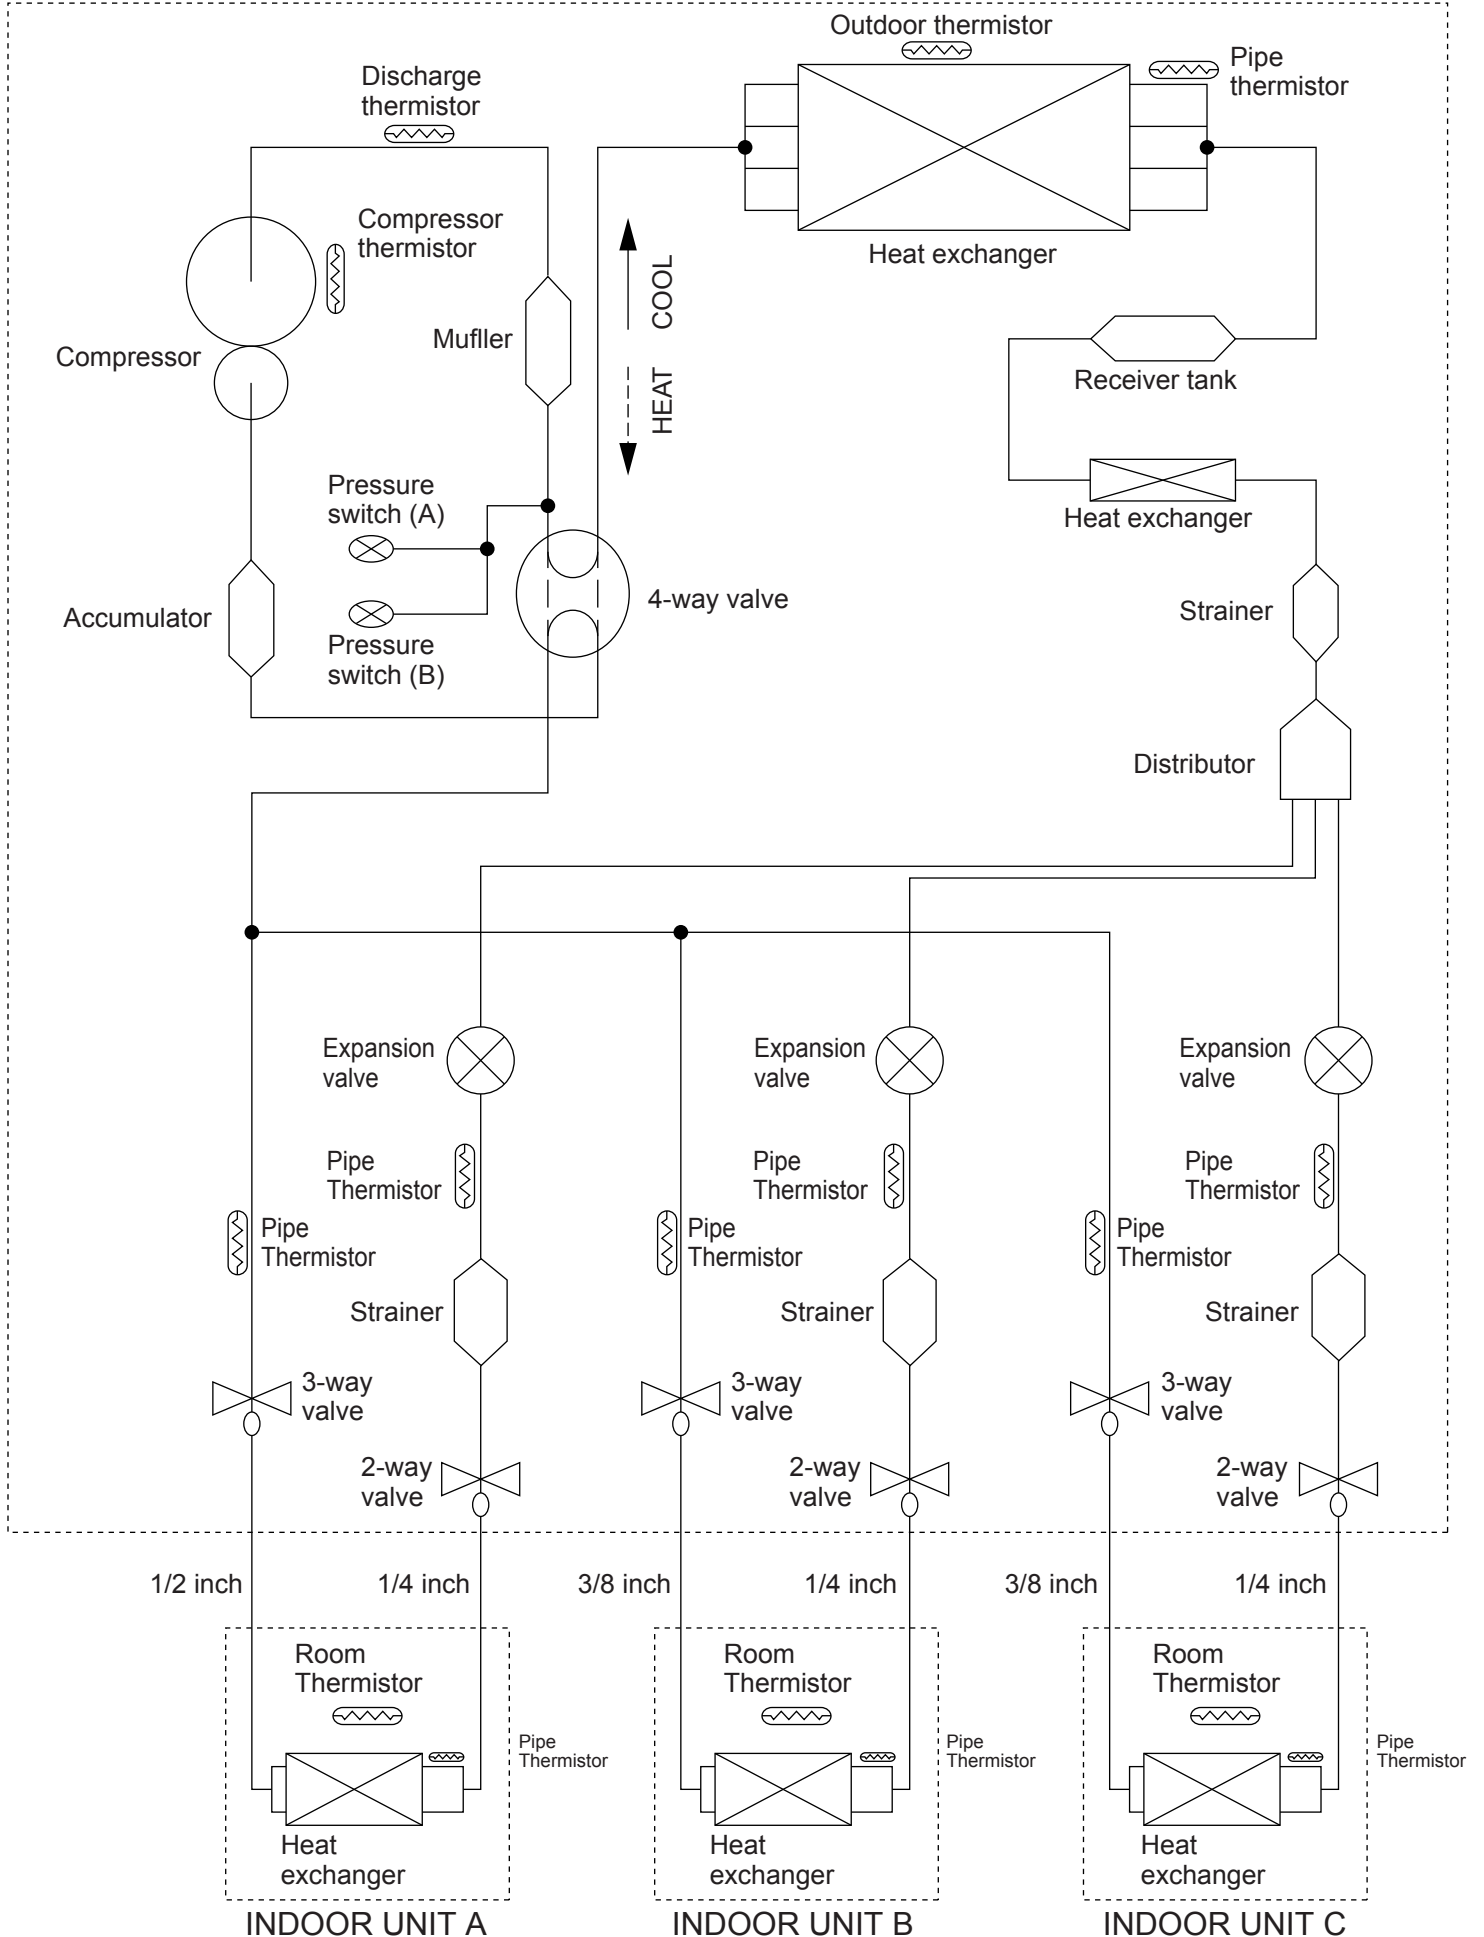 Outdoor thermistor
Pipe
thermistor
Discharge
thermistor
Compressor
thermistor
Heat exchanger
COOL
HEAT
Mufller
Compressor
Receiver tank
Pressure
switch (A)
Heat exchanger
4-way valve
Accumulator
Strainer
Pressure
switch (B)
Distributor
Expansion
valve
Expansion
valve
Expansion
valve
Pipe
Thermistor
Pipe
Thermistor
Pipe
Thermistor
Pipe
Thermistor
Pipe
Thermistor
Pipe
Thermistor
Strainer
Strainer
Strainer
3-way
valve
3-way
valve
3-way
valve
2-way
valve
2-way
valve
2-way
valve
1/2 inch
1/4 inch
3/8 inch
1/4 inch
3/8 inch
1/4 inch
Room
Thermistor
Room
Thermistor
Room
Thermistor
Pipe
Thermistor
Pipe
Thermistor
Pipe
Thermistor
Heat
exchanger
Heat
exchanger
Heat
exchanger
INDOOR UNIT A
INDOOR UNIT B
INDOOR UNIT C